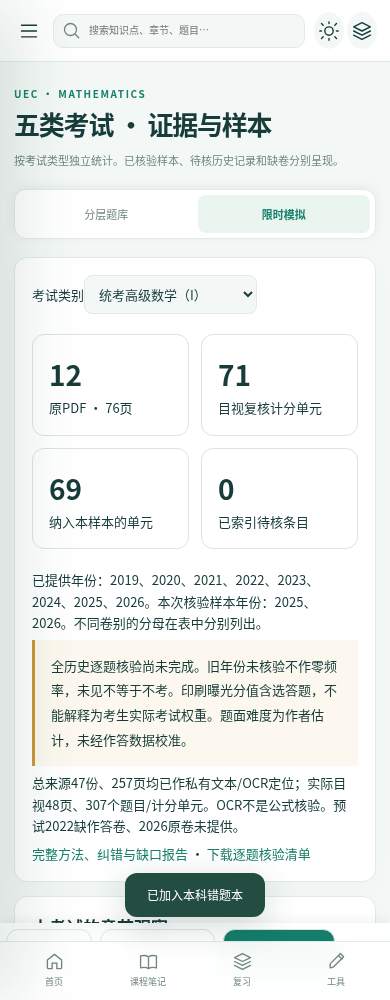 搜索知识点、章节、题目…
UEC · MATHEMATICS
五类考试 · 证据与样本
按考试类型独立统计。已核验样本、待核历史记录和缺卷分别呈现。
分层题库
限时模拟
考试类别
统考高级数学（I）
12
原PDF · 76页
71
目视复核计分单元
69
纳入本样本的单元
0
已索引待核条目
已提供年份：2019、2020、2021、2022、2023、
2024、2025、2026。本次核验样本年份：2025、
2026。不同卷别的分母在表中分别列出。
全历史逐题核验尚未完成。旧年份未核验不作零频
率，未见不等于不考。印刷曝光分值含选答题，不
能解释为考生实际考试权重。题面难度为作者估
计，未经作答数据校准。
总来源47份、257页均已作私有文本/OCR定位；实际目
视48页、307个题目/计分单元。OCR不是公式核验。预
试2022缺作答卷、2026原卷未提供。
完整方法、纠错与缺口报告 · 下载逐题核验清单
已加入本科错题本
首页
课程笔记
复习
工具